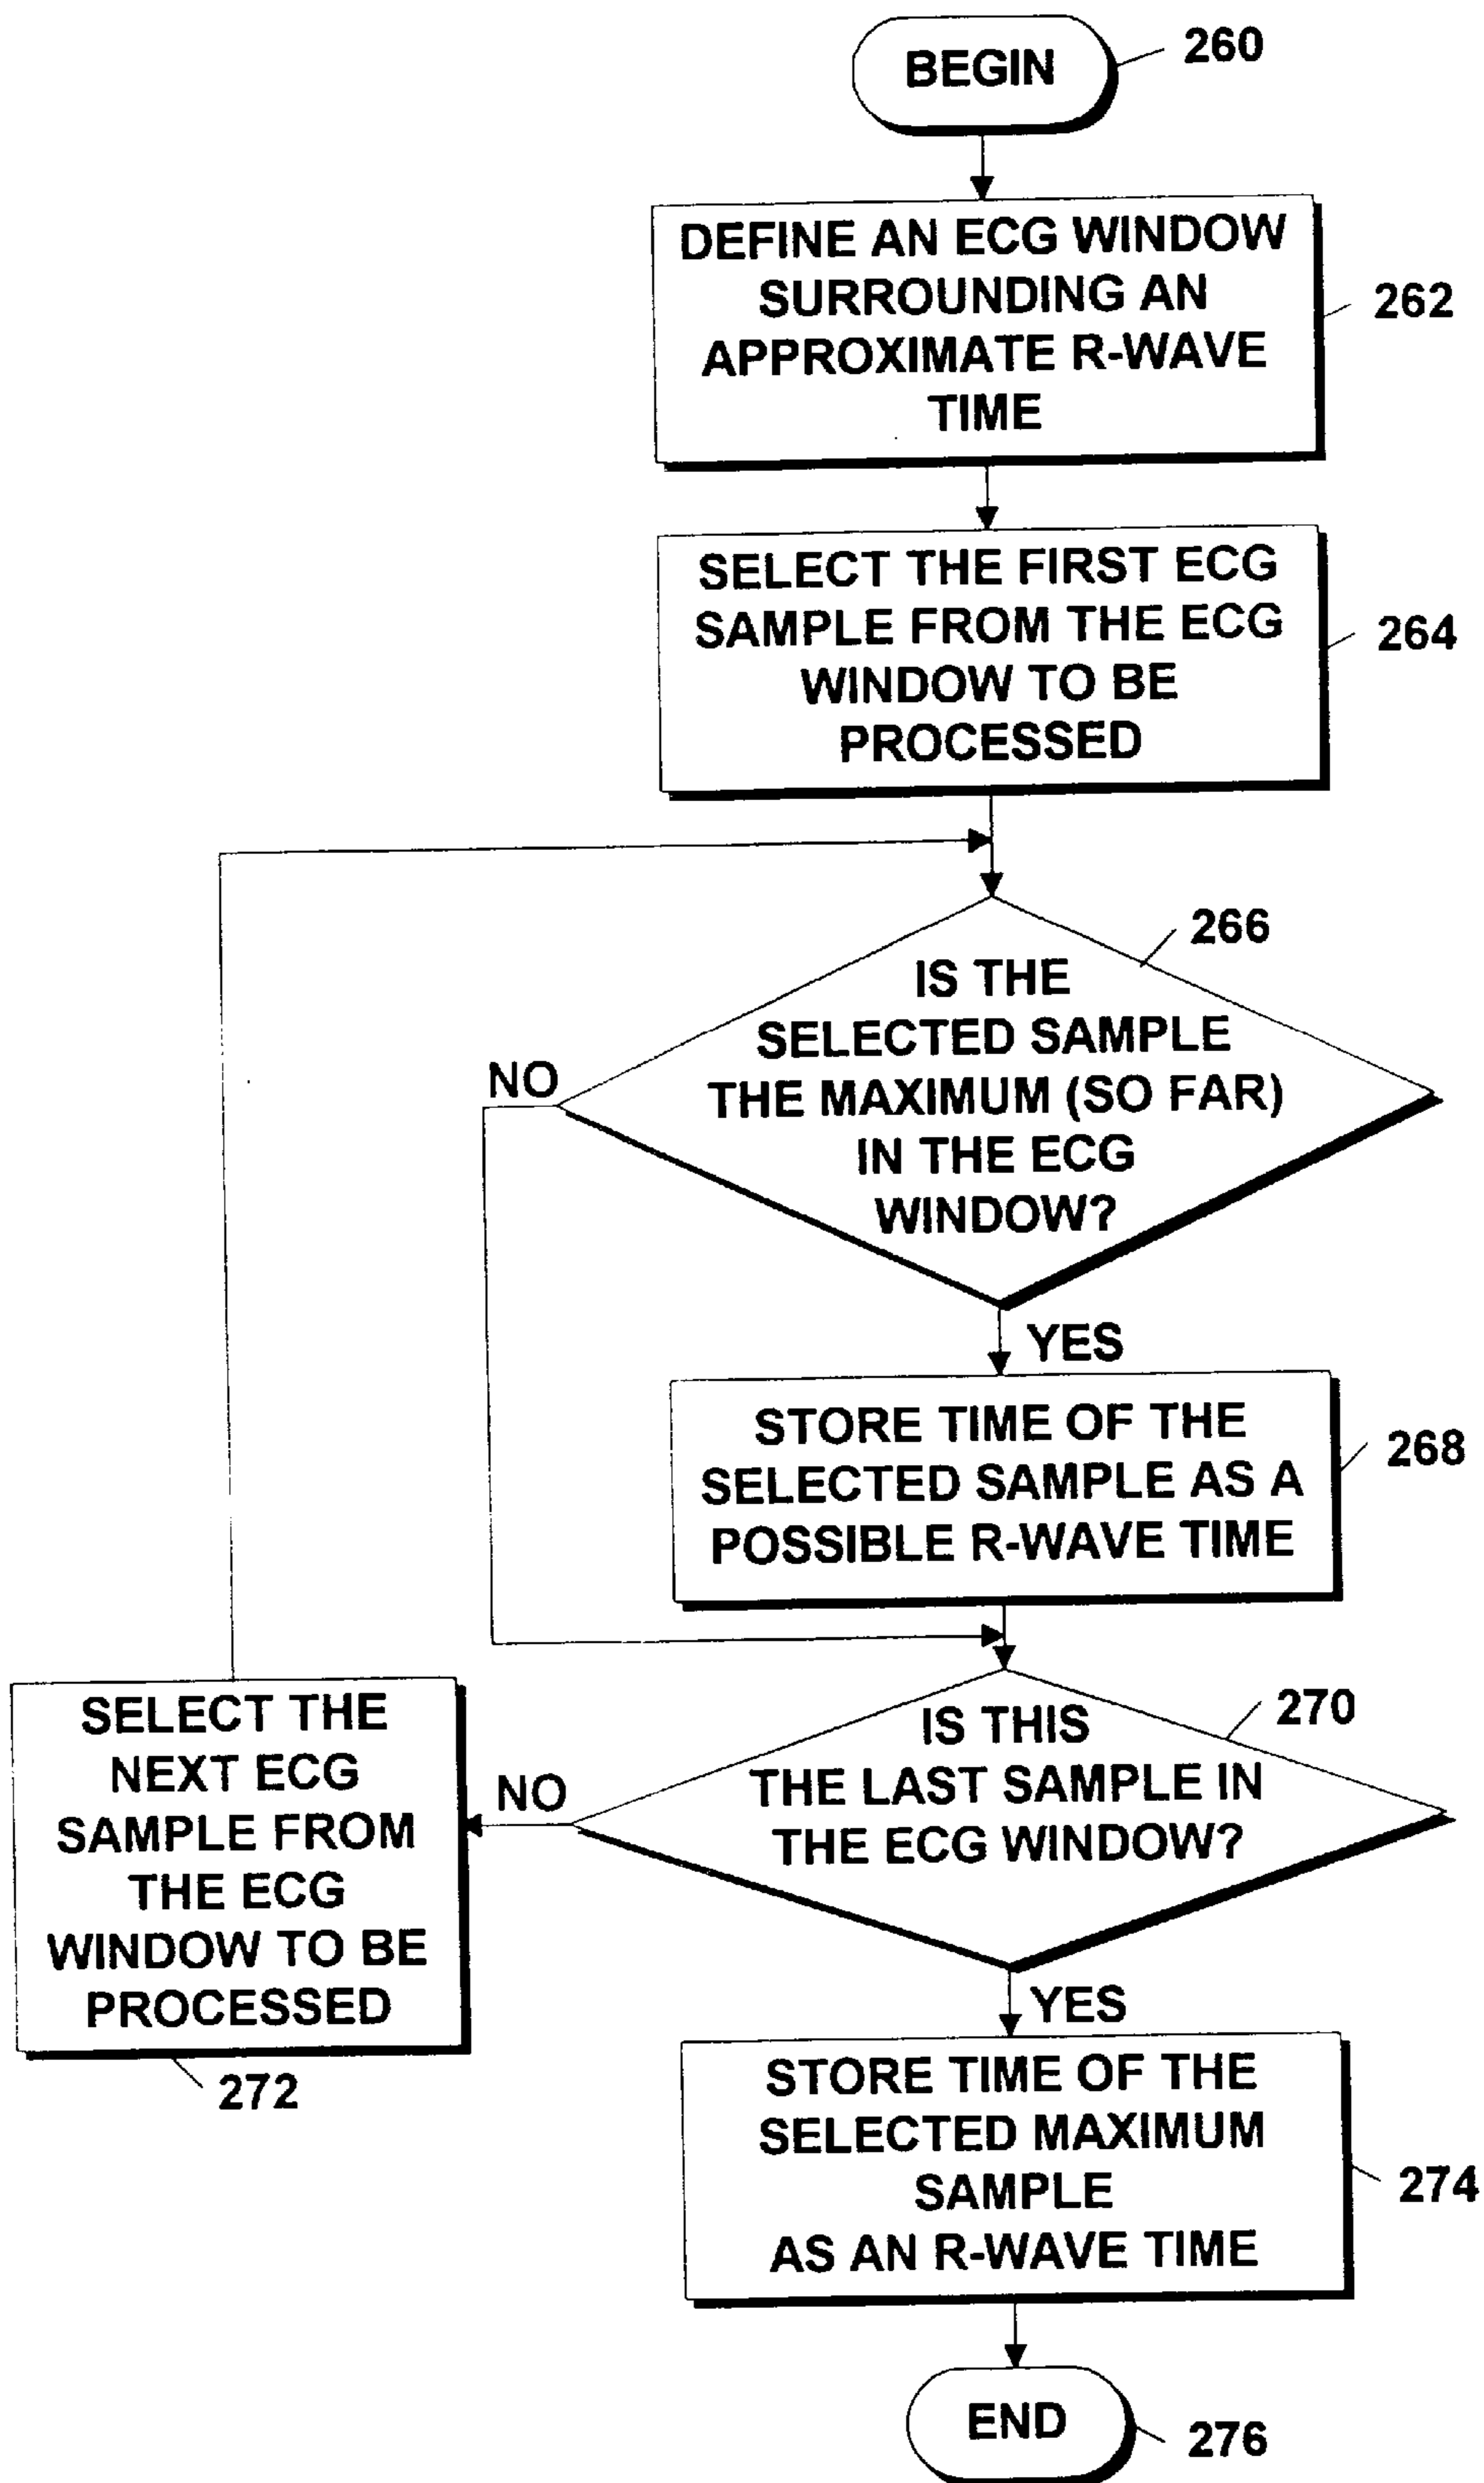 BEGIN
260
DEFINE AN ECG WINDOW
SURROUNDING AN
APPROXIMATE R-WAVE
TIME
262
SELECT THE FIRST ECG
SAMPLE FROM THE ECG
WINDOW TO BE
PROCESSED
264
266
IS THE
SELECTED SAMPLE
THE MAXIMUM (SO FAR)
IN THE ECG
WINDOW?
NO
YES
STORE TIME OF THE
SELECTED SAMPLE AS A
POSSIBLE R-WAVE TIME
268
270
IS THIS
THE LAST SAMPLE IN
THE ECG WINDOW?
NO
SELECT THE
NEXT ECG
SAMPLE FROM
THE ECG
WINDOW TO BE
PROCESSED
272
YES
STORE TIME OF THE
SELECTED MAXIMUM
SAMPLE
AS AN R-WAVE TIME
274
END
276